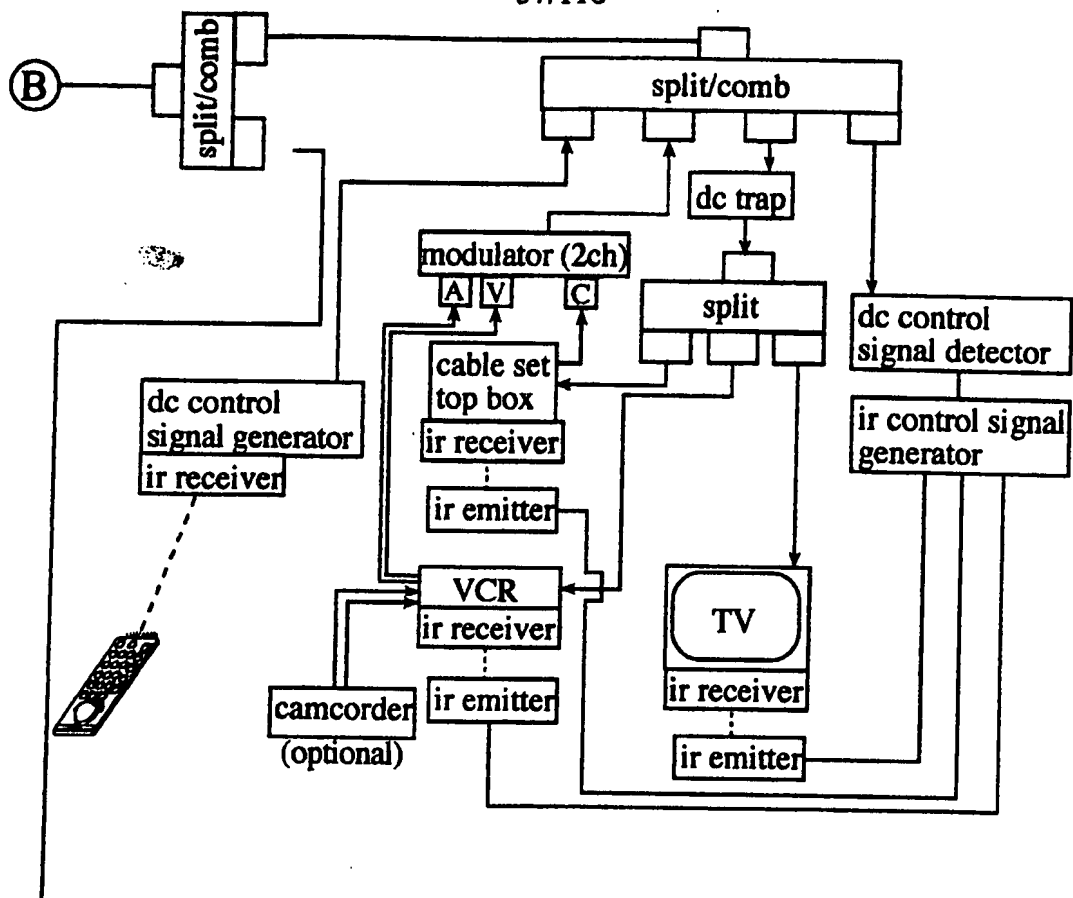 B
split/comb
split/comb
dc trap
modulator (2ch)
A V C
split
dc control
signal detector
cable set
top box
ir receiver
ir control signal
generator
dc control
signal generator
ir receiver
ir emitter
VCR
ir receiver
TV
ir receiver
ir emitter
camcorder
(optional)
ir emitter